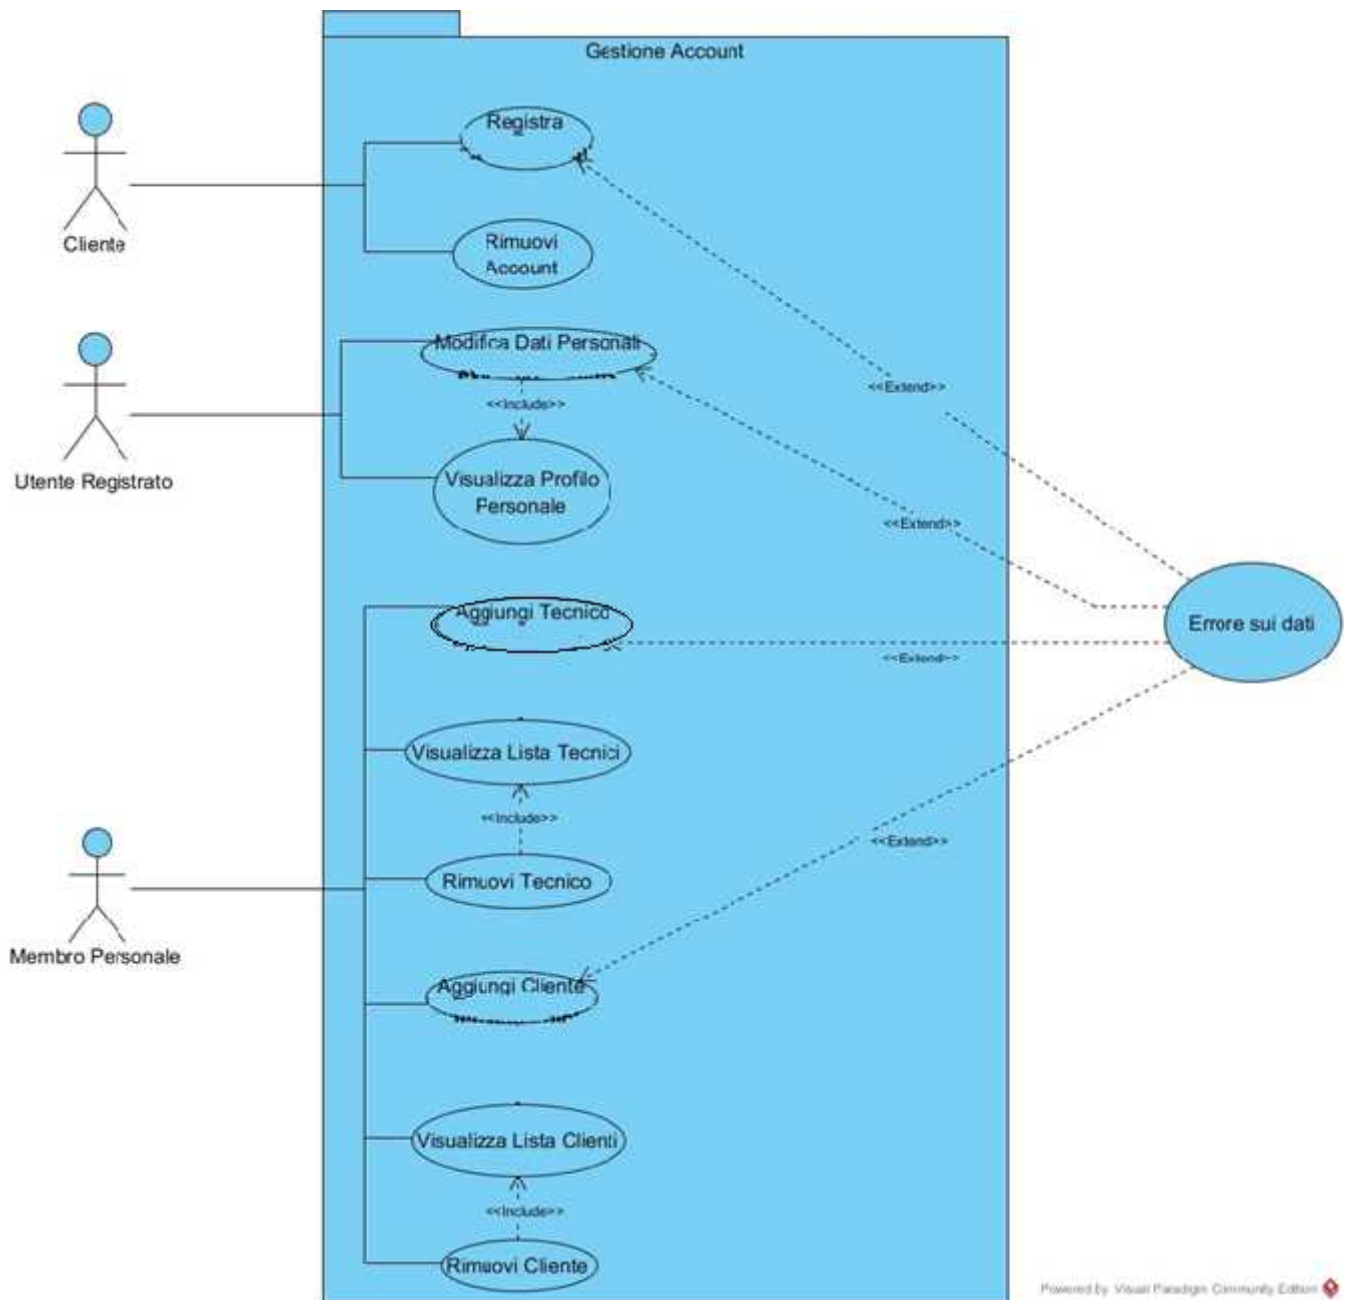 Gestione Account
Registra
Cliente
Rimuovi
Account
Modifica Dati Personali
<<Extend>>
<<Include>>
Utente Registrato
Visualizza Profilo
Personale
<<Extend>>
Aggiungi Tecnico
Errore sui dati
<<Extend>>
Visualizza Lista Tecnici
<<Include>>
<<Extend>>
Rimuovi Tecnico
Membro Personale
Aggiungi Cliente
Visualizza Lista Clienti
<<Include>>
Rimuovi Cliente
Powered by Visual Paradigm Community Edition